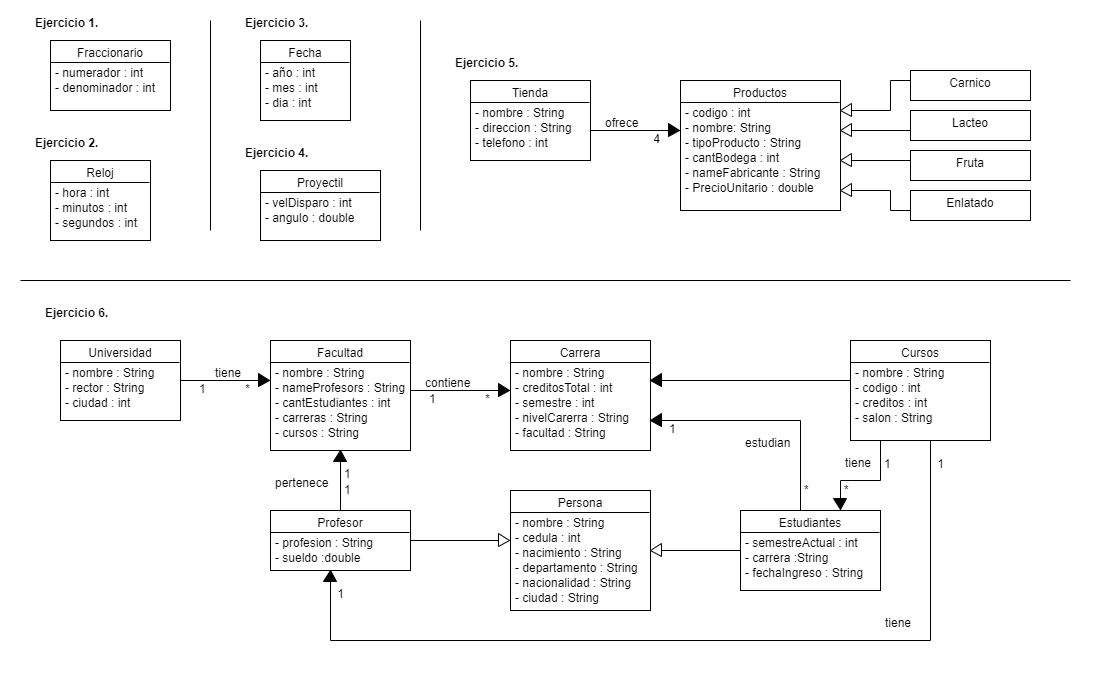 Ejercicio 1.
Fraccionario
- numerador : int
- denominador : int
Ejercicio 2.
Reloj
- hora : int
- minutos : int
- segundos : int
Ejercicio 3.
Fecha
- año : int
- mes : int
- dia : int
Ejercicio 4.
Proyectil
- velDisparo : int
- angulo : double
Ejercicio 5.
Tienda
- nombre : String
- direccion : String
- telefono : int
ofrece
4
Productos
- codigo : int
- nombre: String
- tipoProducto : String
- cantBodega : int
- nameFabricante : String
- PrecioUnitario : double
Carnico
Lacteo
Fruta
Enlatado
Ejercicio 6.
Universidad
- nombre : String
- rector : String
- ciudad : int
tiene
1 *
Facultad
- nombre : String
- nameProfesors : String
- cantEstudiantes : int
- carreras : String
- cursos : String
contiene
1 *
Carrera
- nombre : String
- creditosTotal : int
- semestre : int
- nivelCarerra : String
- facultad : String
Cursos
- nombre : String
- codigo : int
- creditos : int
- salon : String
1
estudian
*
tiene 1
*
1
pertenece
1
1
Profesor
- profesion : String
- sueldo :double
Persona
- nombre : String
- cedula : int
- nacimiento : String
- departamento : String
- nacionalidad : String
- ciudad : String
Estudiantes
- semestreActual : int
- carrera :String
- fechaIngreso : String
1
tiene